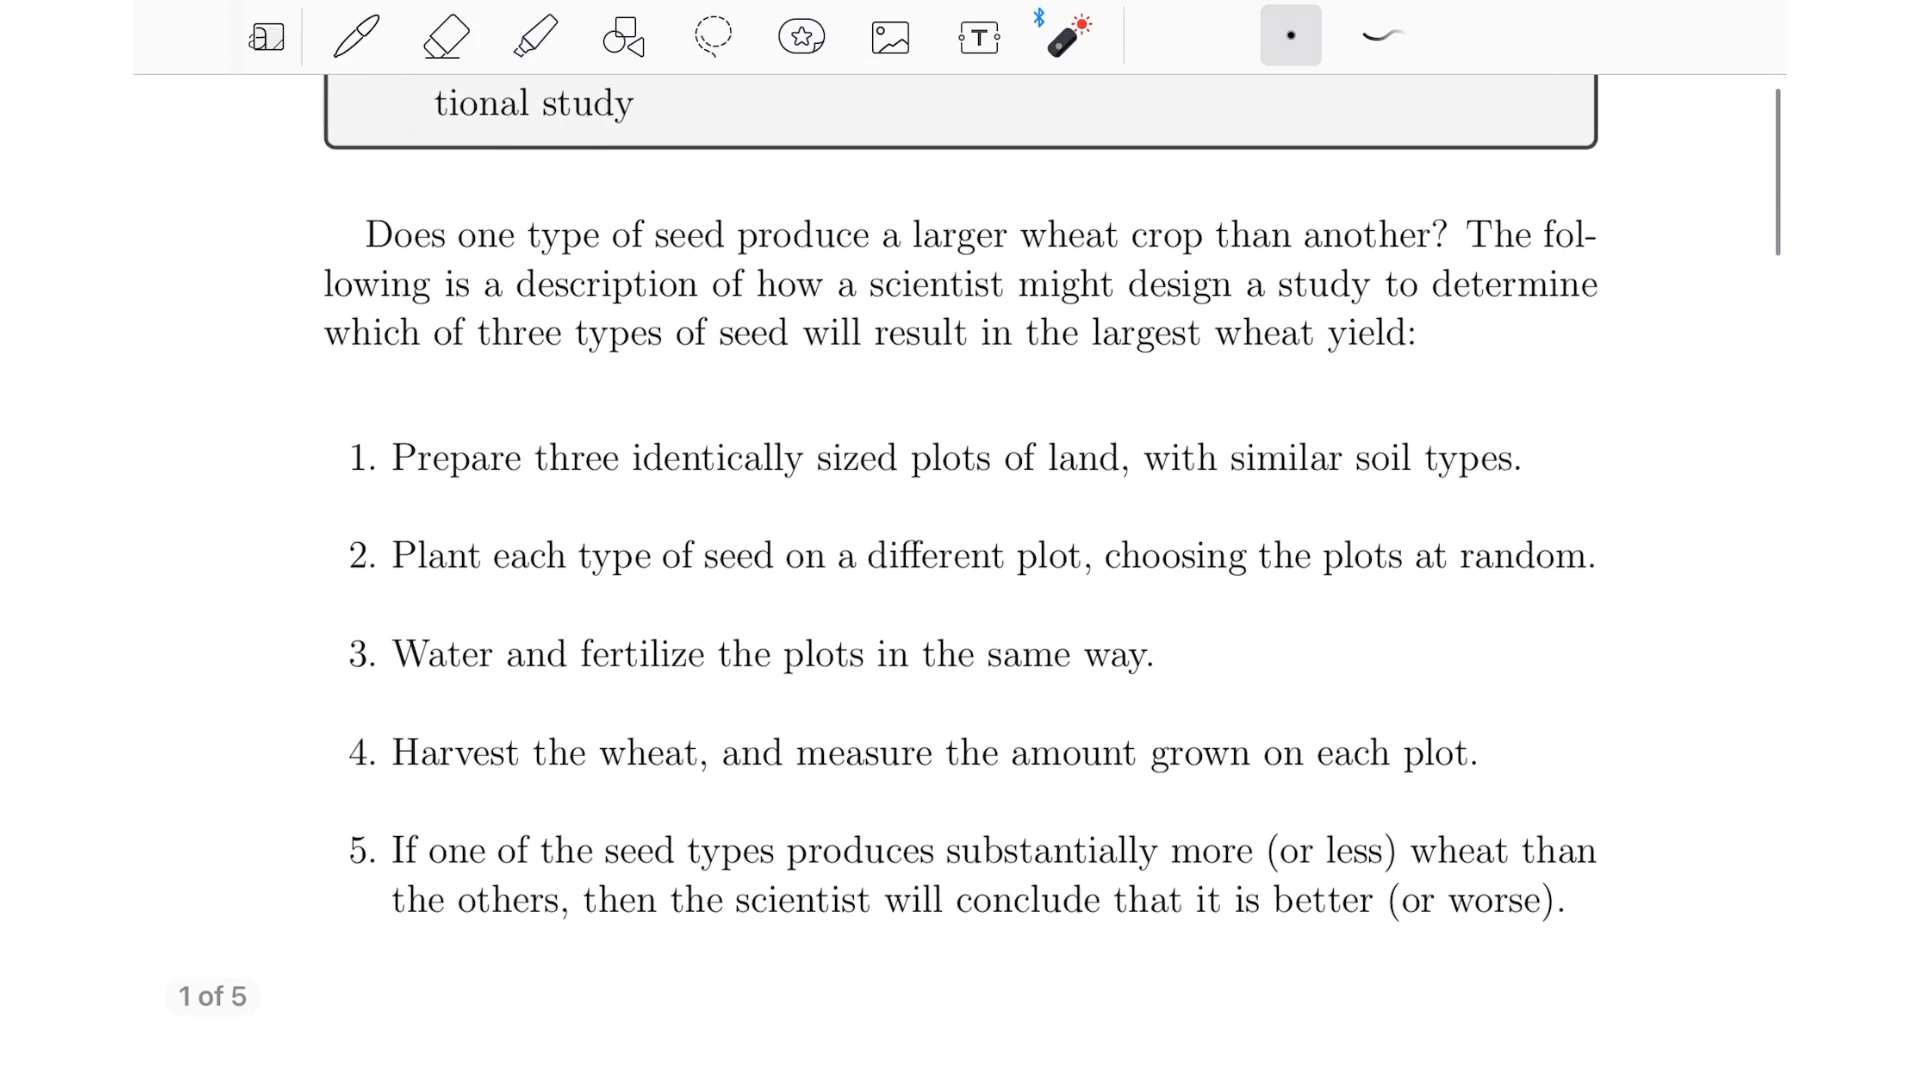 tional study
Does one type of seed produce a larger wheat crop than another? The fol-
lowing is a description of how a scientist might design a study to determine
which of three types of seed will result in the largest wheat yield:
1. Prepare three identically sized plots of land, with similar soil types.
2. Plant each type of seed on a different plot, choosing the plots at random.
3. Water and fertilize the plots in the same way.
4. Harvest the wheat, and measure the amount grown on each plot.
5. If one of the seed types produces substantially more (or less) wheat than
the others, then the scientist will conclude that it is better (or worse).
1 of 5